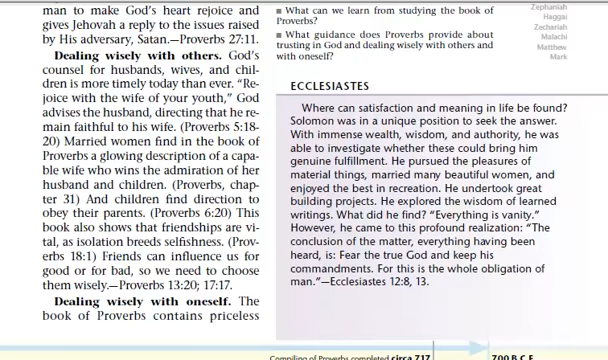 man to make God's heart rejoice and
gives Jehovah a reply to the issues raised
by His adversary, Satan.—Proverbs 27:11.
Dealing wisely with others. God's
counsel for husbands, wives, and chil-
dren is more timely today than ever. "Re-
joice with the wife of your youth," God
advises the husband, directing that he re-
main faithful to his wife. (Proverbs 5:18-
20) Married women find in the book of
Proverbs a glowing description of a capa-
ble wife who wins the admiration of her
husband and children. (Proverbs, chap-
ter 31) And children find direction to
obey their parents. (Proverbs 6:20) This
book also shows that friendships are vi-
tal, as isolation breeds selfishness. (Prov-
erbs 18:1) Friends can influence us for
good or for bad, so we need to choose
them wisely.—Proverbs 13:20; 17:17.
Dealing wisely with oneself. The
book of Proverbs contains priceless
■ What can we learn from studying the book of
Proverbs?
■ What guidance does Proverbs provide about
trusting in God and dealing wisely with others and
with oneself?
ECCLESIASTES
Where can satisfaction and meaning in life be found?
Solomon was in a unique position to seek the answer.
With immense wealth, wisdom, and authority, he was
able to investigate whether these could bring him
genuine fulfillment. He pursued the pleasures of
material things, married many beautiful women, and
enjoyed the best in recreation. He undertook great
building projects. He explored the wisdom of learned
writings. What did he find? "Everything is vanity."
However, he came to this profound realization: "The
conclusion of the matter, everything having been
heard, is: Fear the true God and keep his
commandments. For this is the whole obligation of
man."—Ecclesiastes 12:8, 13.
Zephaniah
Haggai
Zechariah
Malachi
Matthew
Mark
Compiling of Proverbs completed circa 717
700 B.C.E.